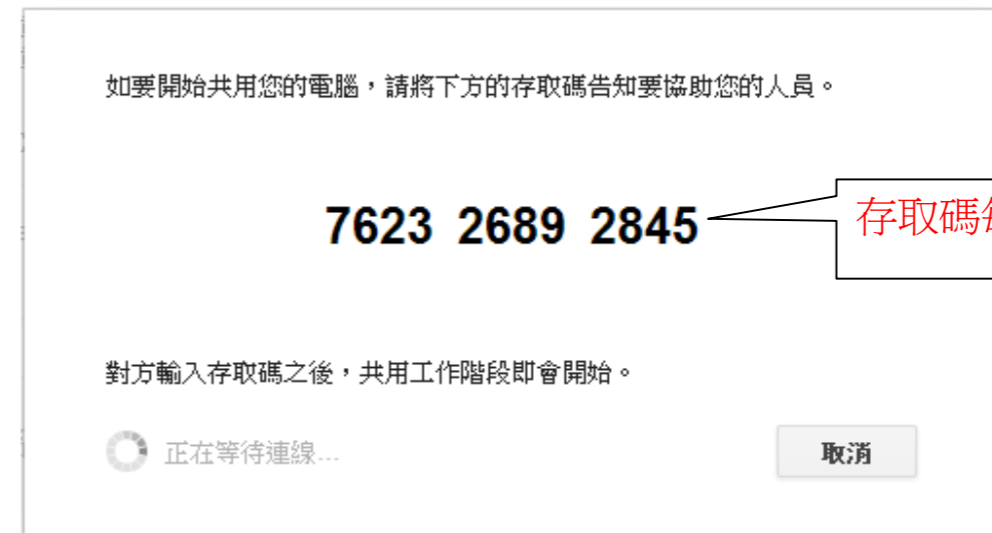 如要開始共用您的電腦，請將下方的存取碼告知要協助您的人員。
7623 2689 2845
存取碼每
對方輸入存取碼之後，共用工作階段即會開始。
正在等待連線...
取消